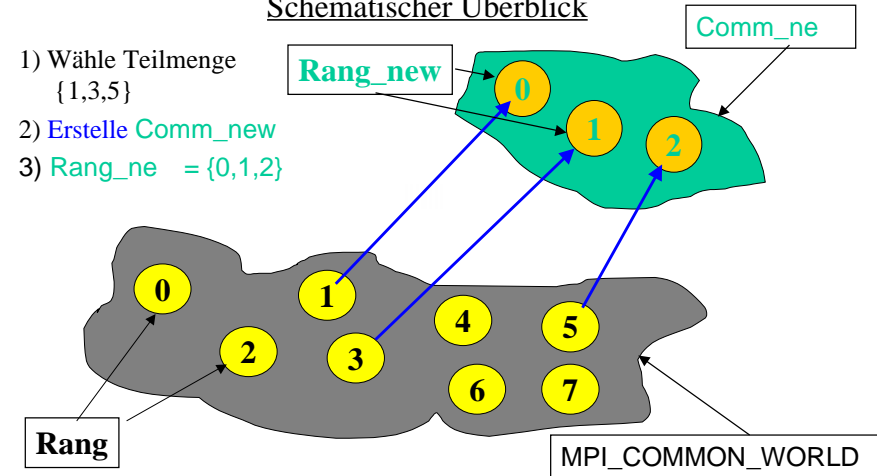 Schematischer Überblick
1) Wähle Teilmenge
{1,3,5}
2) Erstelle Comm_new
3) Rang_ne = {0,1,2}
Rang_new
Comm_ne
0
1
2
0
1
2
3
4
5
6
7
Rang
MPI_COMMON_WORLD